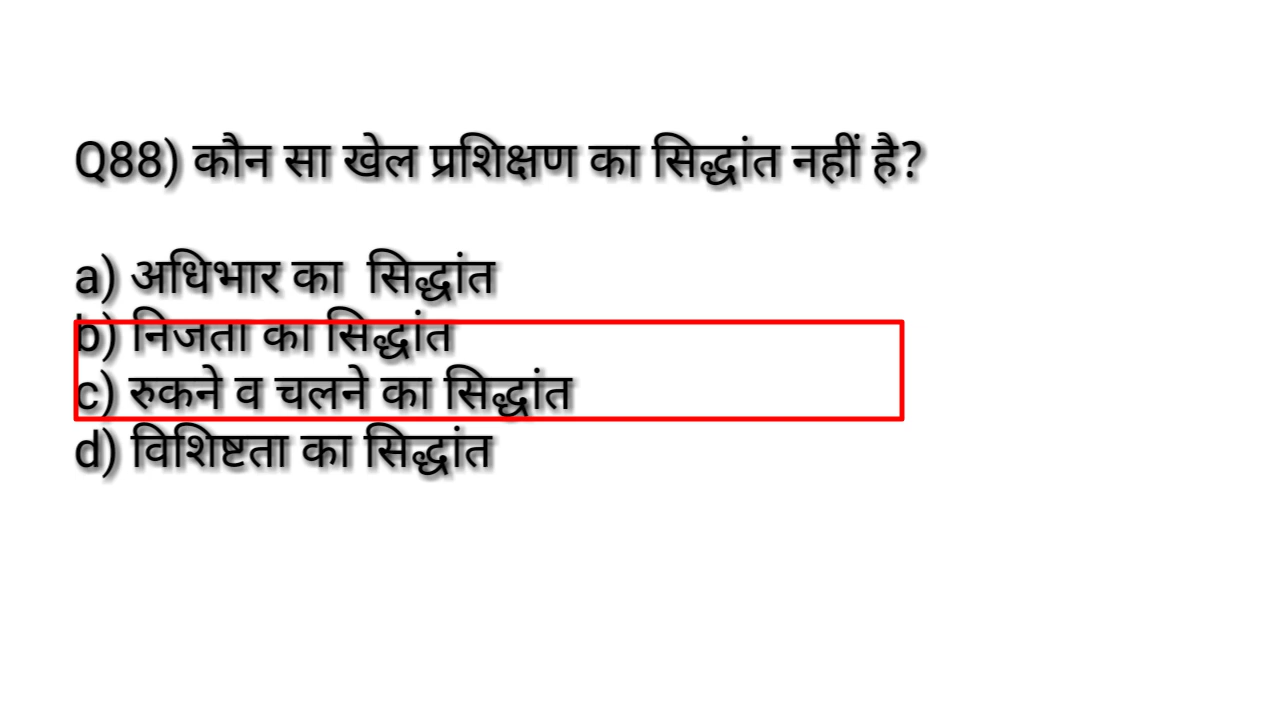 Q88) कौन सा खेल प्रशिक्षण का सिद्धांत नहीं है?
a) अधिभार का सिद्धांत
b) निजता का सिद्धांत
c) रुकने व चलने का सिद्धांत
d) विशिष्टता का सिद्धांत